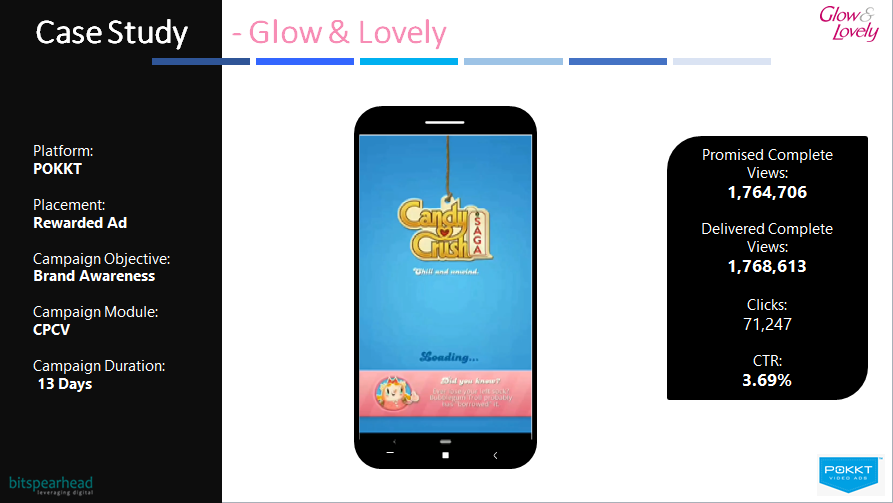 Case Study - Glow & Lovely
Glow&
Lovely
Platform:
POKKT
Placement:
Rewarded Ad
Campaign Objective:
Brand Awareness
Campaign Module:
CPCV
Campaign Duration:
13 Days
Candy
Crush
SAGA
Chill and unwind.
Loading...
Did you know?
Promised Complete
Views:
1,764,706
Delivered Complete
Views:
1,768,613
Clicks:
71,247
CTR:
3.69%
bitspearhead
leveraging digital
POKKT
VIDEO ADS